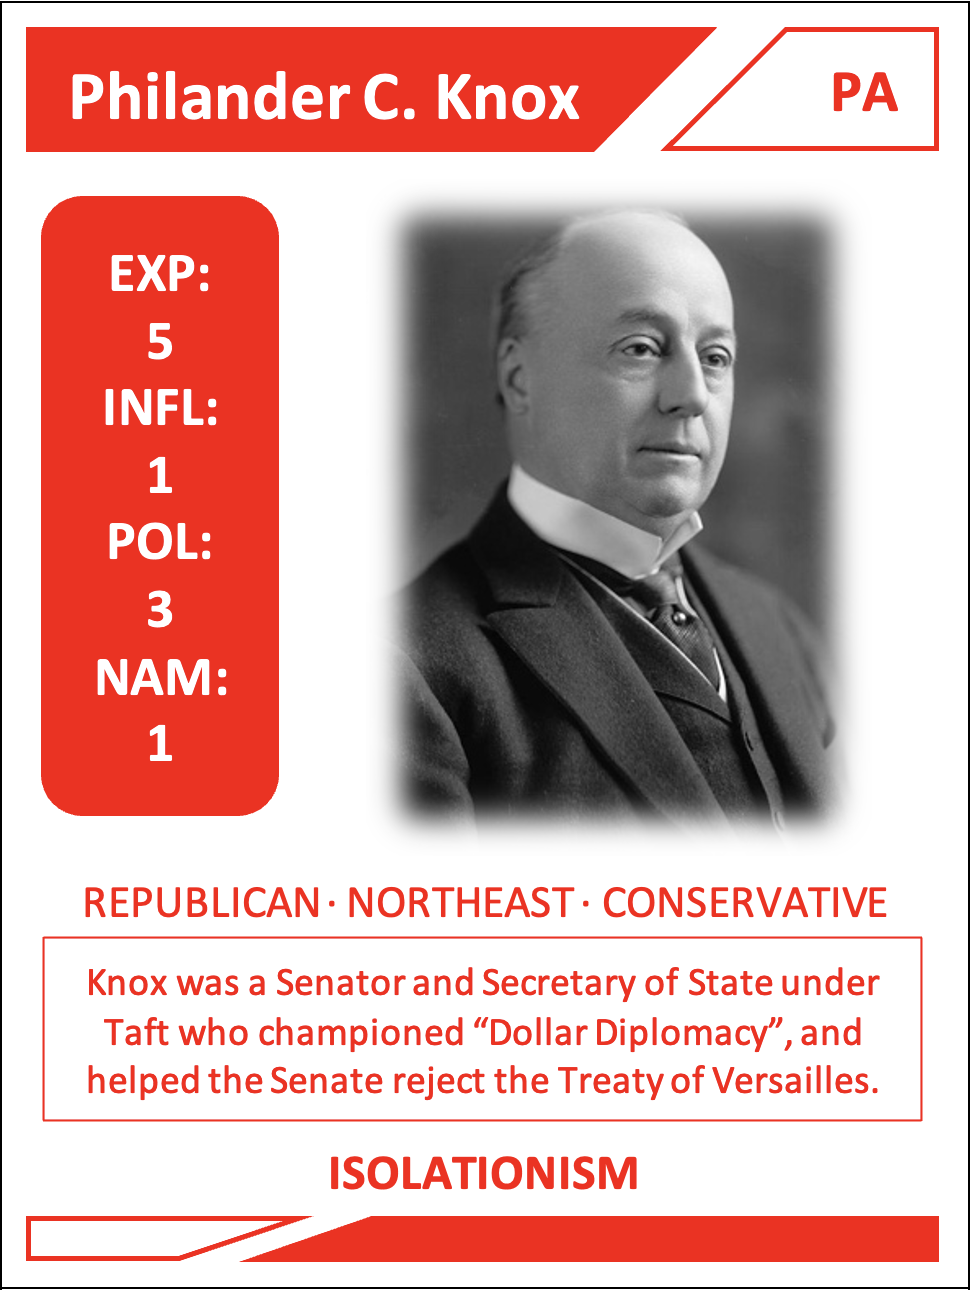 Philander C. Knox
PA
EXP:
5
INFL:
1
POL:
3
NAM:
1
REPUBLICAN · NORTHEAST · CONSERVATIVE
Knox was a Senator and Secretary of State under
Taft who championed “Dollar Diplomacy”, and
helped the Senate reject the Treaty of Versailles.
ISOLATIONISM